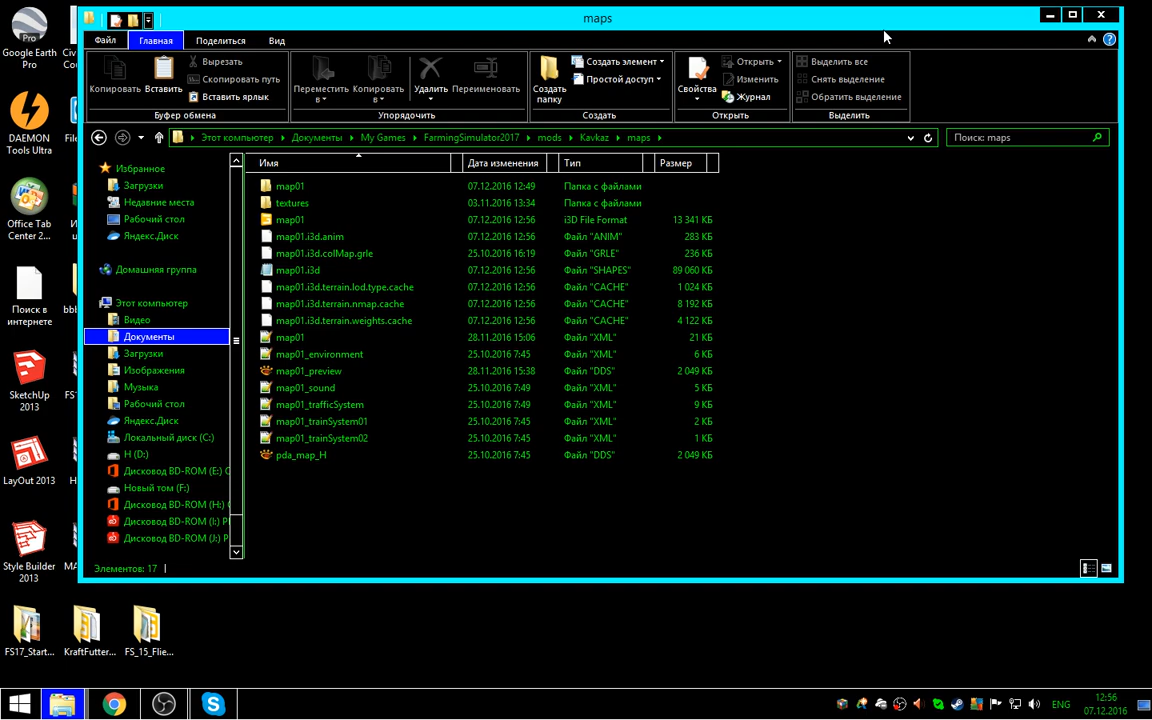 maps
Файл Главная Поделиться Вид
Копировать Вставить Вырезать Скопировать путь Вставить ярлык Буфер обмена
Переместить в Копировать в Удалить Переименовать Упорядочить
Создать папку Создать элемент Простой доступ Создать
Свойства Открыть Изменить Журнал Открыть
Выделить все Снять выделение Обратить выделение Выделить
Этот компьютер Документы My Games FarmingSimulator2017 mods Kavkaz maps
Поиск: maps
Избранное
Загрузки
Недавние места
Рабочий стол
Яндекс.Диск
Домашняя группа
Этот компьютер
Видео
Документы
Загрузки
Изображения
Музыка
Рабочий стол
Яндекс.Диск
Локальный диск (C:)
H (D:)
Дисковод BD-ROM (E:) C
Новый том (F:)
Дисковод BD-ROM (H:)
Дисковод BD-ROM (I:) P
Дисковод BD-ROM (J:) P
Имя Дата изменения Тип Размер
map01 07.12.2016 12:49 Папка с файлами
textures 03.11.2016 13:34 Папка с файлами
map01 07.12.2016 12:56 i3D File Format 13 341 КБ
map01.i3d.anim 07.12.2016 12:56 Файл "ANIM" 283 КБ
map01.i3d.colMap.grle 25.10.2016 16:19 Файл "GRLE" 236 КБ
map01.i3d 07.12.2016 12:56 Файл "SHAPES" 89 060 КБ
map01.i3d.terrain.lod.type.cache 07.12.2016 12:56 Файл "CACHE" 1 024 КБ
map01.i3d.terrain.nmap.cache 07.12.2016 12:56 Файл "CACHE" 8 192 КБ
map01.i3d.terrain.weights.cache 07.12.2016 12:56 Файл "CACHE" 4 122 КБ
map01 28.11.2016 15:06 Файл "XML" 21 КБ
map01_environment 25.10.2016 7:45 Файл "XML" 6 КБ
map01_preview 28.11.2016 15:38 Файл "DDS" 2 049 КБ
map01_sound 25.10.2016 7:49 Файл "XML" 5 КБ
map01_trafficSystem 25.10.2016 7:45 Файл "XML" 9 КБ
map01_trainSystem01 25.10.2016 7:45 Файл "XML" 2 КБ
map01_trainSystem02 25.10.2016 7:45 Файл "XML" 1 КБ
pda_map_H 25.10.2016 7:45 Файл "DDS" 2 049 КБ
Элементов: 17
Google Earth Pro
DAEMON Tools Ultra
Office Tab Center 2...
Поиск в интернете
SketchUp 2013
LayOut 2013
Style Builder 2013
FS17_Start...
KraftFutter...
FS_15_Flie...
ENG
12:56
07.12.2016